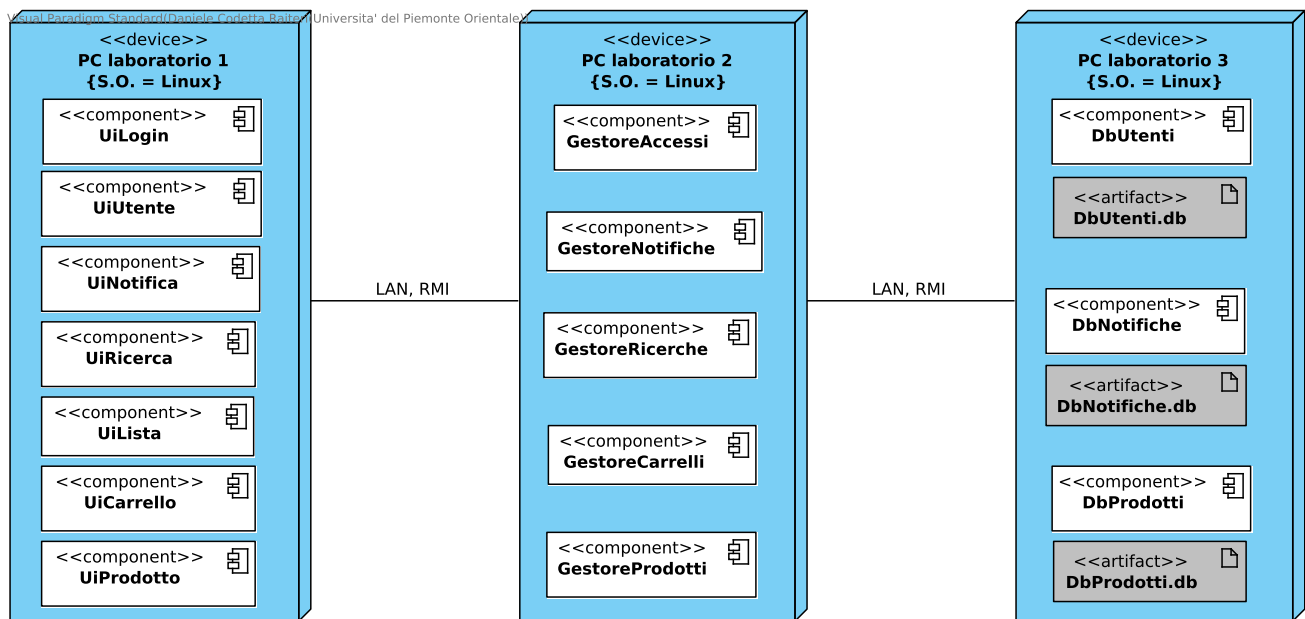 Visual Paradigm Standard(Daniele Codetta Raiteri(Universita' del Piemonte Orientale))
<<device>>
PC laboratorio 1
{S.O. = Linux}
<<component>>
UiLogin
<<component>>
UiUtente
<<component>>
UiNotifica
<<component>>
UiRicerca
<<component>>
UiLista
<<component>>
UiCarrello
<<component>>
UiProdotto
LAN, RMI
<<device>>
PC laboratorio 2
{S.O. = Linux}
<<component>>
GestoreAccessi
<<component>>
GestoreNotifiche
<<component>>
GestoreRicerche
<<component>>
GestoreCarrelli
<<component>>
GestoreProdotti
LAN, RMI
<<device>>
PC laboratorio 3
{S.O. = Linux}
<<component>>
DbUtenti
<<artifact>>
DbUtenti.db
<<component>>
DbNotifiche
<<artifact>>
DbNotifiche.db
<<component>>
DbProdotti
<<artifact>>
DbProdotti.db